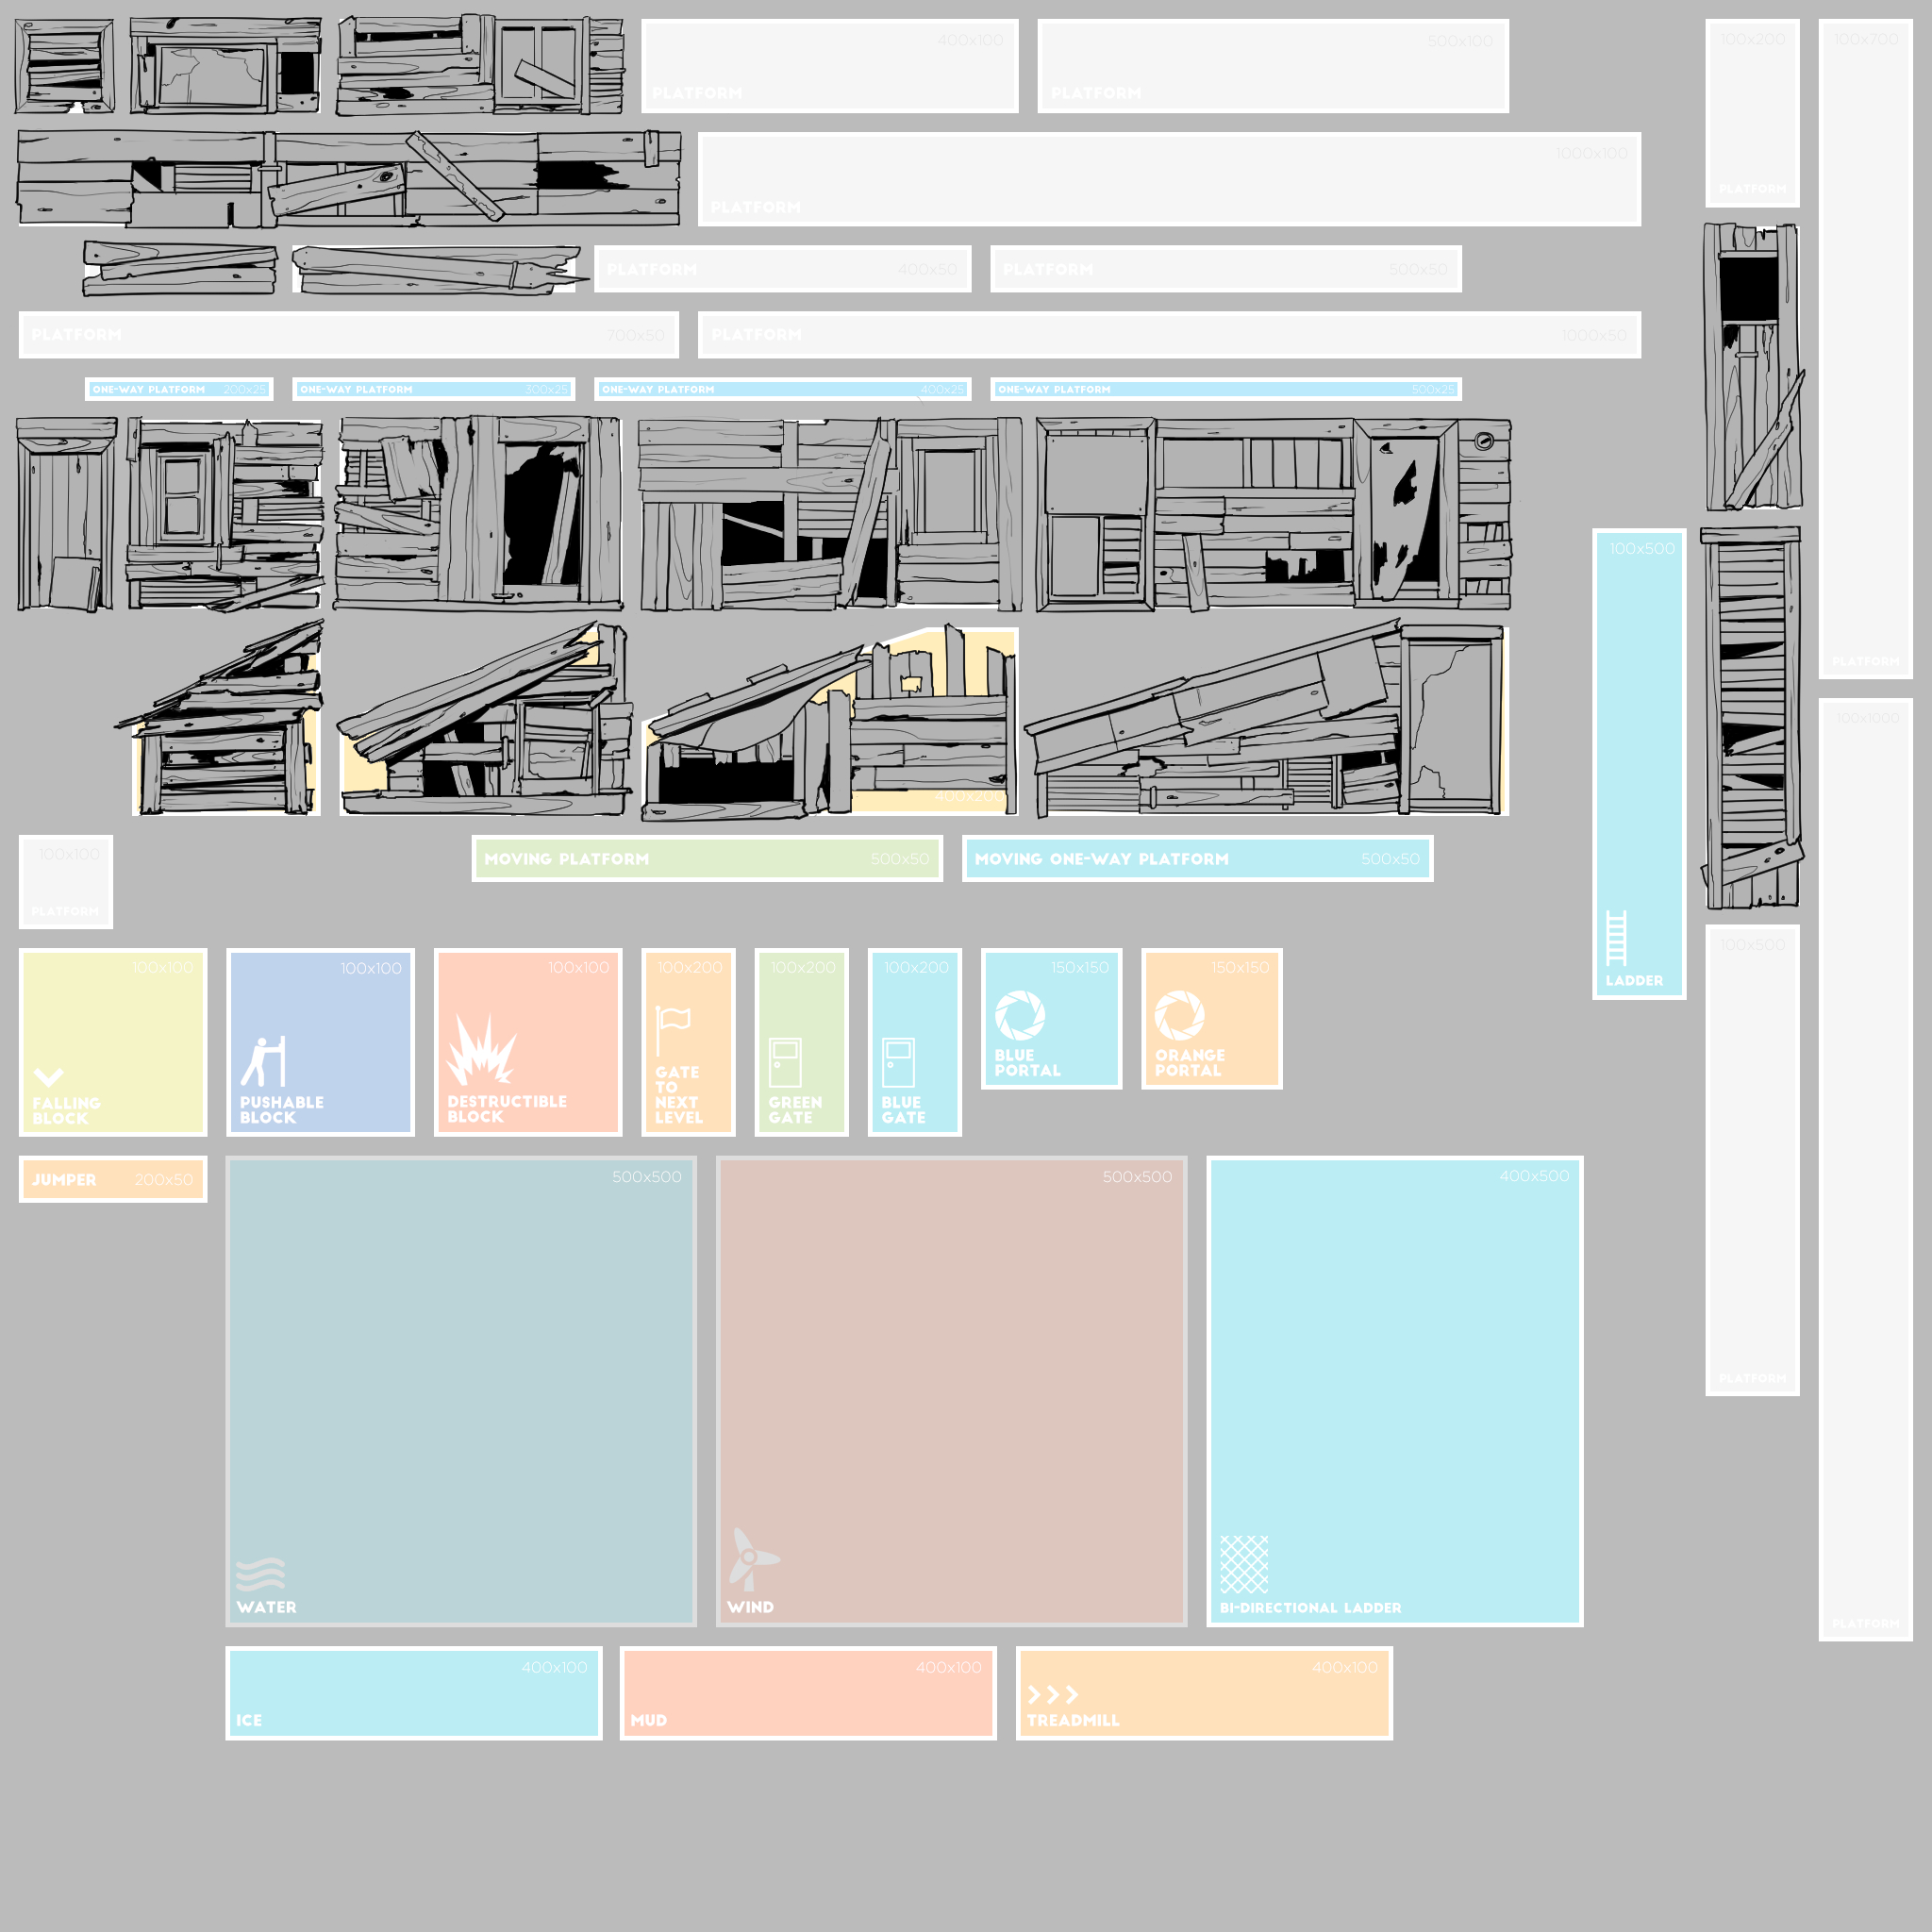 400x100
PLATFORM
500x100
PLATFORM
100x200
PLATFORM
100x700
PLATFORM
1000x100
PLATFORM
PLATFORM 400x50
PLATFORM 500x50
PLATFORM 700x50
PLATFORM 1000x50
ONE-WAY PLATFORM 200x25
ONE-WAY PLATFORM 300x25
ONE-WAY PLATFORM 400x25
ONE-WAY PLATFORM 500x25
100x500
LADDER
400x200
100x1000
PLATFORM
100x100
PLATFORM
MOVING PLATFORM 500x50
MOVING ONE-WAY PLATFORM 500x50
100x500
PLATFORM
100x100
FALLING
BLOCK
100x100
PUSHABLE
BLOCK
100x100
DESTRUCTIBLE
BLOCK
100x200
GATE
TO
NEXT
LEVEL
100x200
GREEN
GATE
100x200
BLUE
GATE
150x150
BLUE
PORTAL
150x150
ORANGE
PORTAL
JUMPER 200x50
500x500
WATER
500x500
WIND
400x500
BI-DIRECTIONAL LADDER
400x100
ICE
400x100
MUD
400x100
TREADMILL